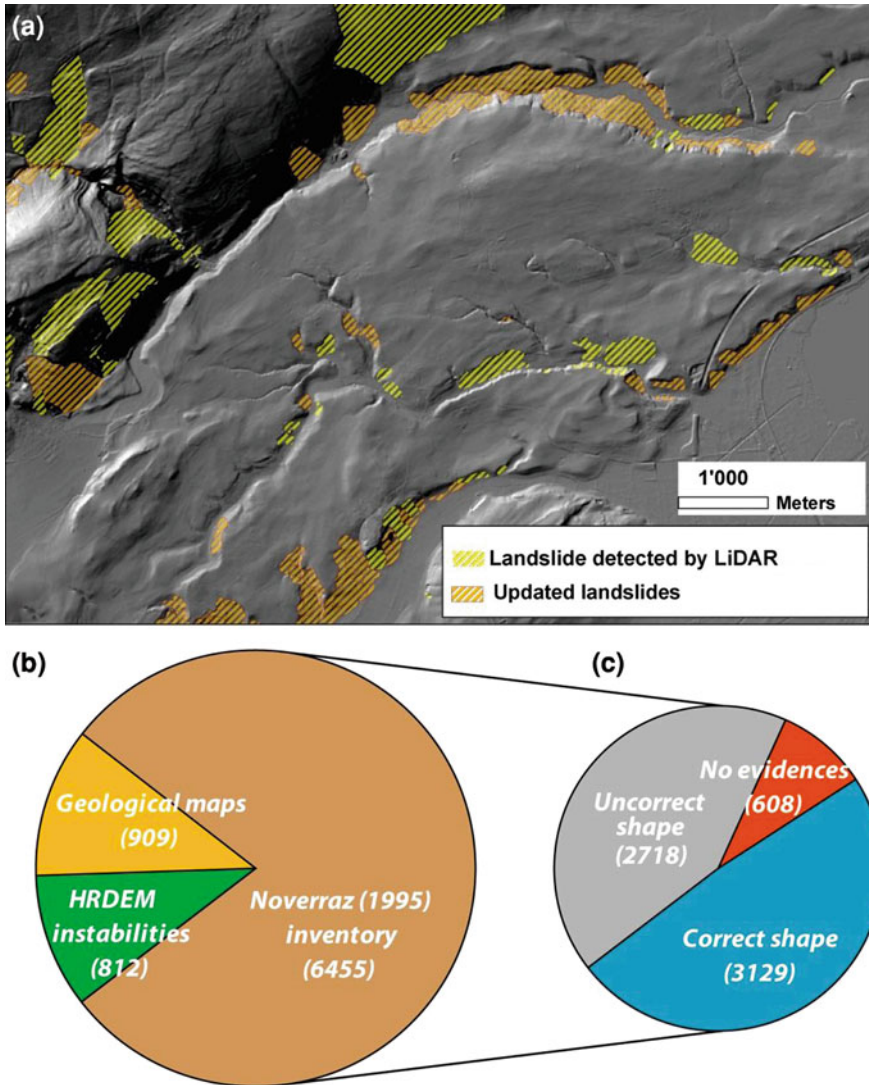 (a)
1'000
Meters
Landslide detected by LiDAR
Updated landslides
(b)
(c)
Geological maps
(909)
HRDEM
instabilities
(812)
Noverraz (1995)
inventory
(6455)
Uncorrect
shape
(2718)
No evidences
(608)
Correct shape
(3129)